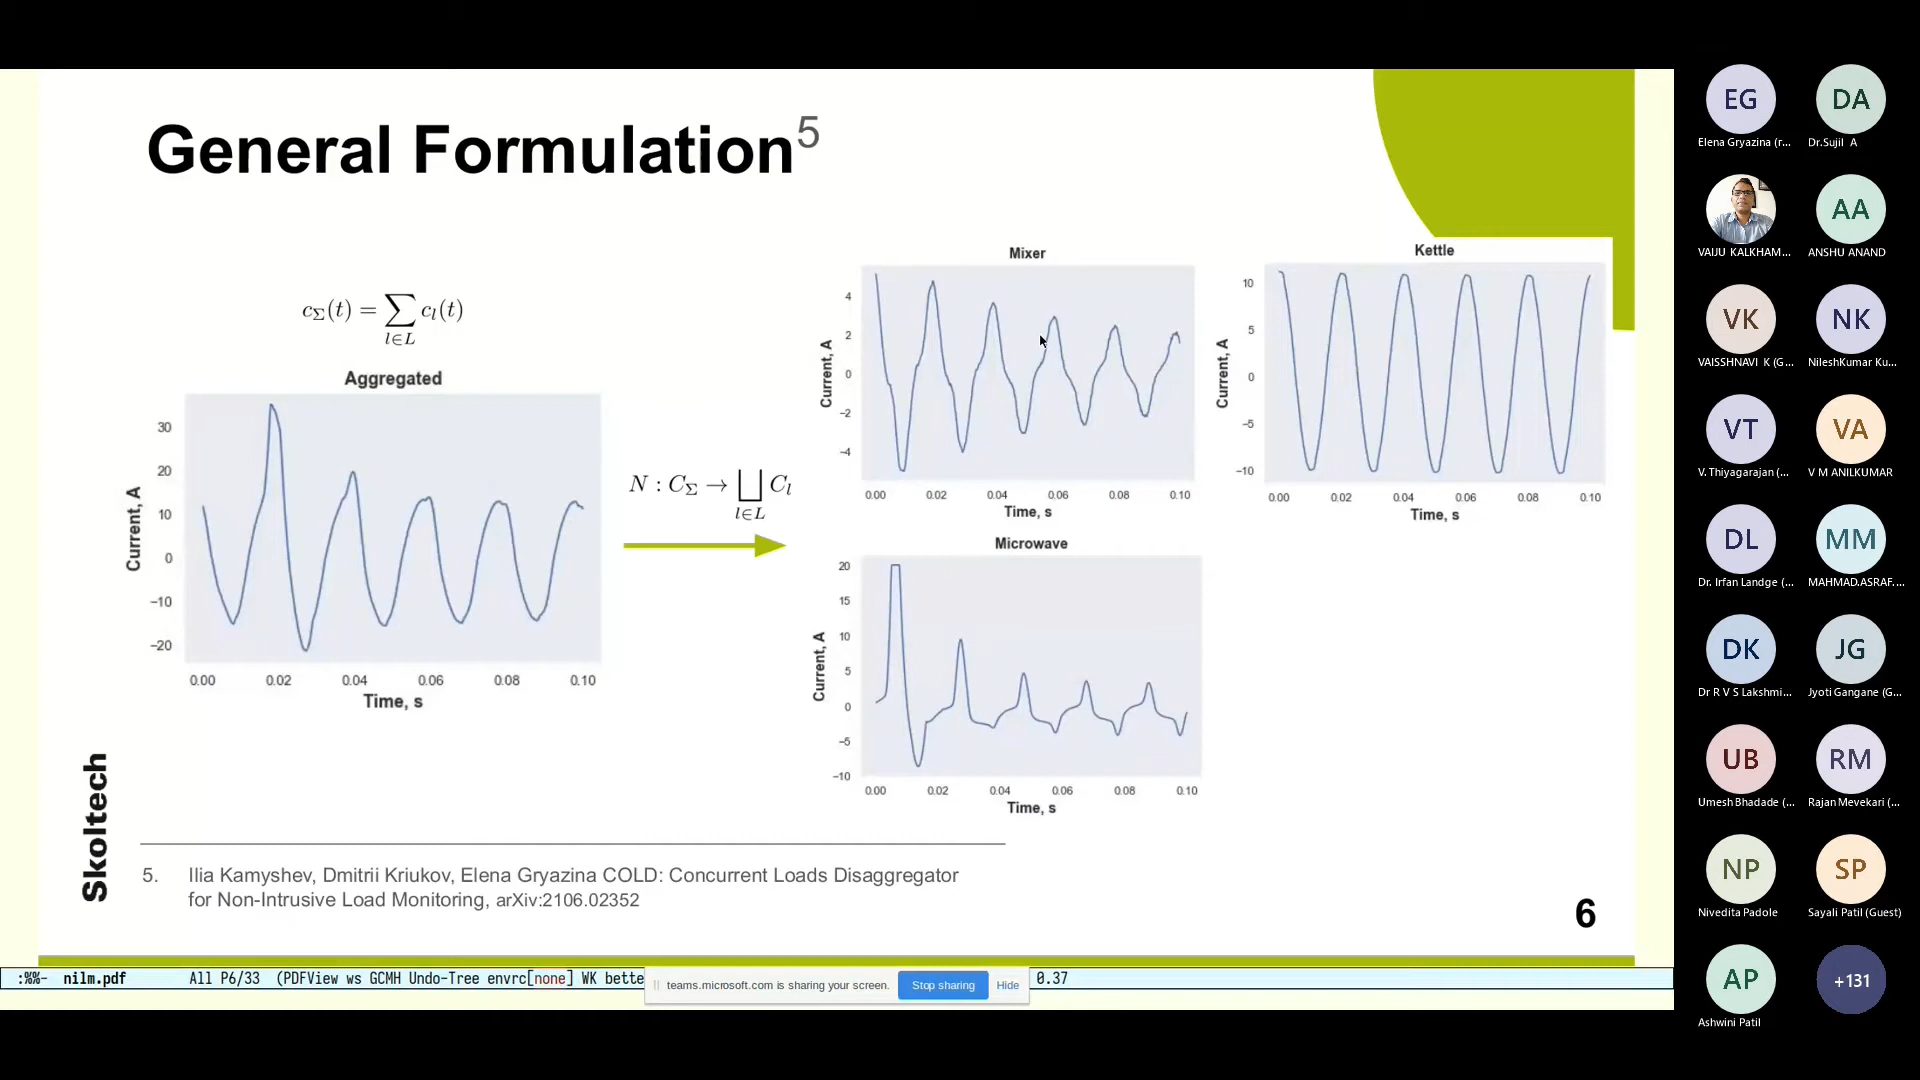 General Formulation5
cΣ(t) = ∑ cl(t)
l∈L
Aggregated
Current, A
30
20
10
0
−10
−20
0.00 0.02 0.04 0.06 0.08 0.10
Time, s
N : CΣ → ⨆ Cl
l∈L
Mixer
Current, A
4
2
0
−2
−4
0.00 0.02 0.04 0.06 0.08 0.10
Time, s
Kettle
Current, A
10
5
0
−5
−10
0.00 0.02 0.04 0.06 0.08 0.10
Time, s
Microwave
Current, A
20
15
10
5
0
−5
−10
0.00 0.02 0.04 0.06 0.08 0.10
Time, s
Skoltech
5. Ilia Kamyshev, Dmitrii Kriukov, Elena Gryazina COLD: Concurrent Loads Disaggregator
for Non-Intrusive Load Monitoring, arXiv:2106.02352
6
:%%- nilm.pdf All P6/33 (PDFView ws GCMH Undo-Tree envrc[none] WK bette 0.37
teams.microsoft.com is sharing your screen. Stop sharing Hide
EG DA
Elena Gryazina (r... Dr.Sujil A
AA
VAIJU KALKHAM... ANSHU ANAND
VK NK
VAISSHNAVI K (G... NileshKumar Ku...
VT VA
V. Thiyagarajan (... V M ANILKUMAR
DL MM
Dr. Irfan Landge (... MAHMAD.ASRAF....
DK JG
Dr R V S Lakshmi... Jyoti Gangane (G...
UB RM
Umesh Bhadade (... Rajan Mevekari (...
NP SP
Nivedita Padole Sayali Patil (Guest)
AP +131
Ashwini Patil